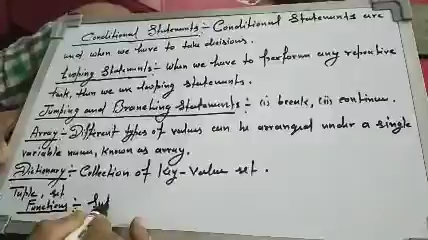 Conditional Statements :- Conditional Statements are
used when we have to take decisions.
Looping Statements :- When we have to perform any repeative
task, then we use looping statements.
Jumping and Branching Statements :- (i) break, (ii) continue.
Array :- Different types of values can be arranged under a single
variable name, known as array.
Dictionary :- Collection of Key-Value set.
Tuple, set
Functions :-